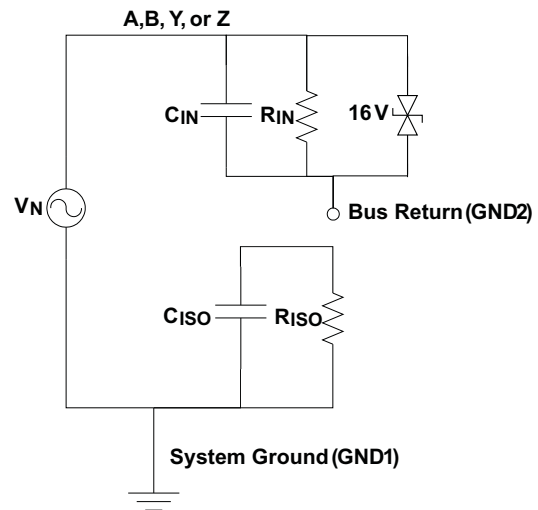 A,B, Y, or Z
CIN
RIN
16 V
VN
Bus Return (GND2)
CISO
RISO
System Ground (GND1)